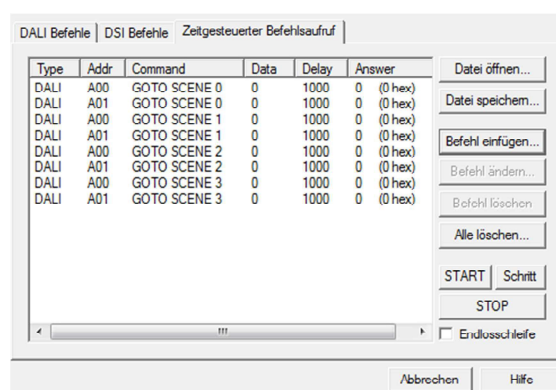 DALI Befehle DSI Befehle Zeitgesteuerter Befehlsaufruf
Type Addr Command Data Delay Answer
DALI A00 GOTO SCENE 0 0 1000 0 (0 hex)
DALI A01 GOTO SCENE 0 0 1000 0 (0 hex)
DALI A00 GOTO SCENE 1 0 1000 0 (0 hex)
DALI A01 GOTO SCENE 1 0 1000 0 (0 hex)
DALI A00 GOTO SCENE 2 0 1000 0 (0 hex)
DALI A01 GOTO SCENE 2 0 1000 0 (0 hex)
DALI A00 GOTO SCENE 3 0 1000 0 (0 hex)
DALI A01 GOTO SCENE 3 0 1000 0 (0 hex)
Datei öffnen...
Datei speichern...
Befehl einfügen...
Befehl ändern...
Befehl löschen
Alle löschen...
START Schritt
STOP
Endlosschleife
Abbrechen Hilfe